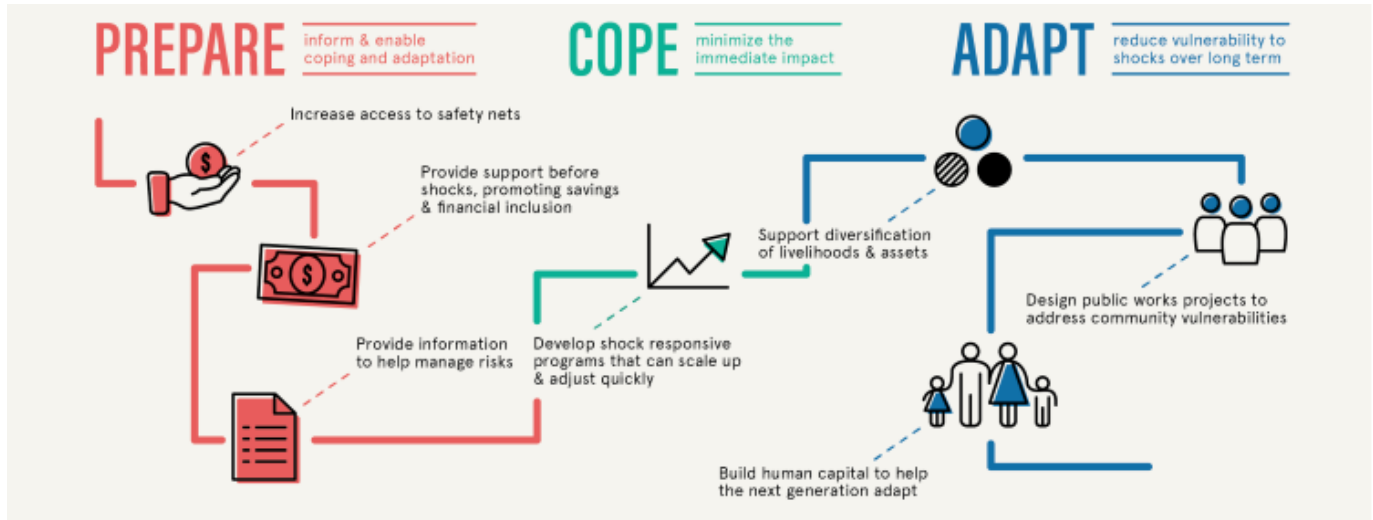 PREPARE
inform & enable
coping and adaptation
COPE
minimize the
immediate impact
ADAPT
reduce vulnerability to
shocks over long term
Increase access to safety nets
$
Provide support before
shocks, promoting savings
& financial inclusion
$
Provide information
to help manage risks
Develop shock responsive
programs that can scale up
& adjust quickly
Support diversification
of livelihoods & assets
Design public works projects to
address community vulnerabilities
Build human capital to help
the next generation adapt